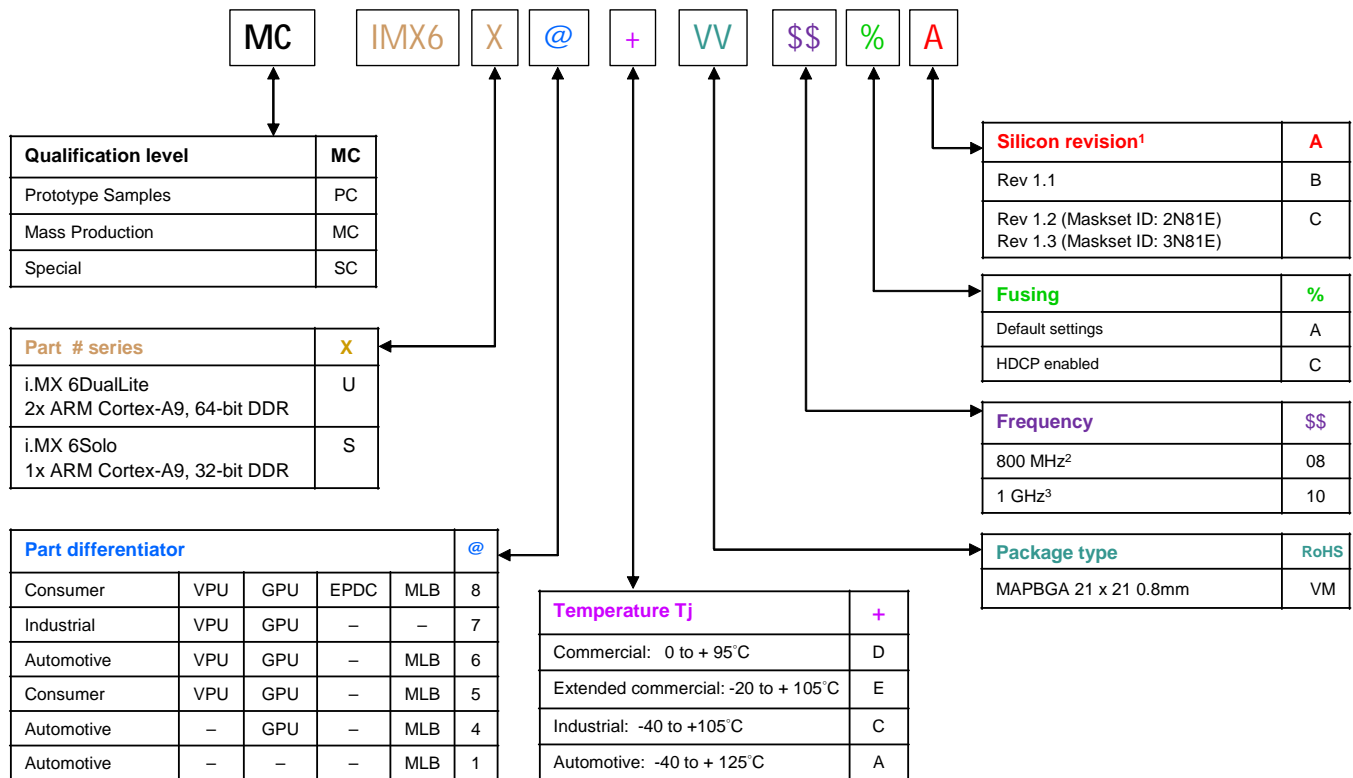 MC IMX6 X @ + VV $$ % A
Qualification level MC
Prototype Samples PC
Mass Production MC
Special SC
Part # series X
i.MX 6DualLite U
2x ARM Cortex-A9, 64-bit DDR
i.MX 6Solo S
1x ARM Cortex-A9, 32-bit DDR
Part differentiator @
Consumer VPU GPU EPDC MLB 8
Industrial VPU GPU – – 7
Automotive VPU GPU – MLB 6
Consumer VPU GPU – MLB 5
Automotive – GPU – MLB 4
Automotive – – – MLB 1
Temperature Tj +
Commercial: 0 to + 95°C D
Extended commercial: -20 to + 105°C E
Industrial: -40 to +105°C C
Automotive: -40 to + 125°C A
Silicon revision¹ A
Rev 1.1 B
Rev 1.2 (Maskset ID: 2N81E) C
Rev 1.3 (Maskset ID: 3N81E)
Fusing %
Default settings A
HDCP enabled C
Frequency $$
800 MHz² 08
1 GHz³ 10
Package type RoHS
MAPBGA 21 x 21 0.8mm VM